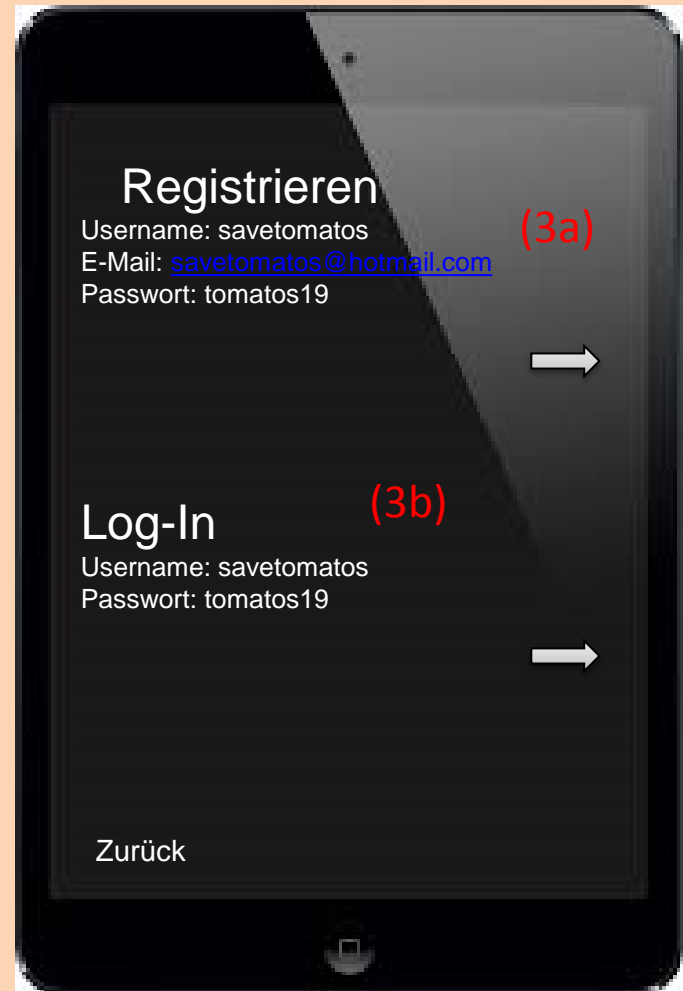 Registrieren
(3a)
Username: savetomatos
E-Mail: savetomatos@hotmail.com
Passwort: tomatos19
(3b)
Log-In
Username: savetomatos
Passwort: tomatos19
Zurück